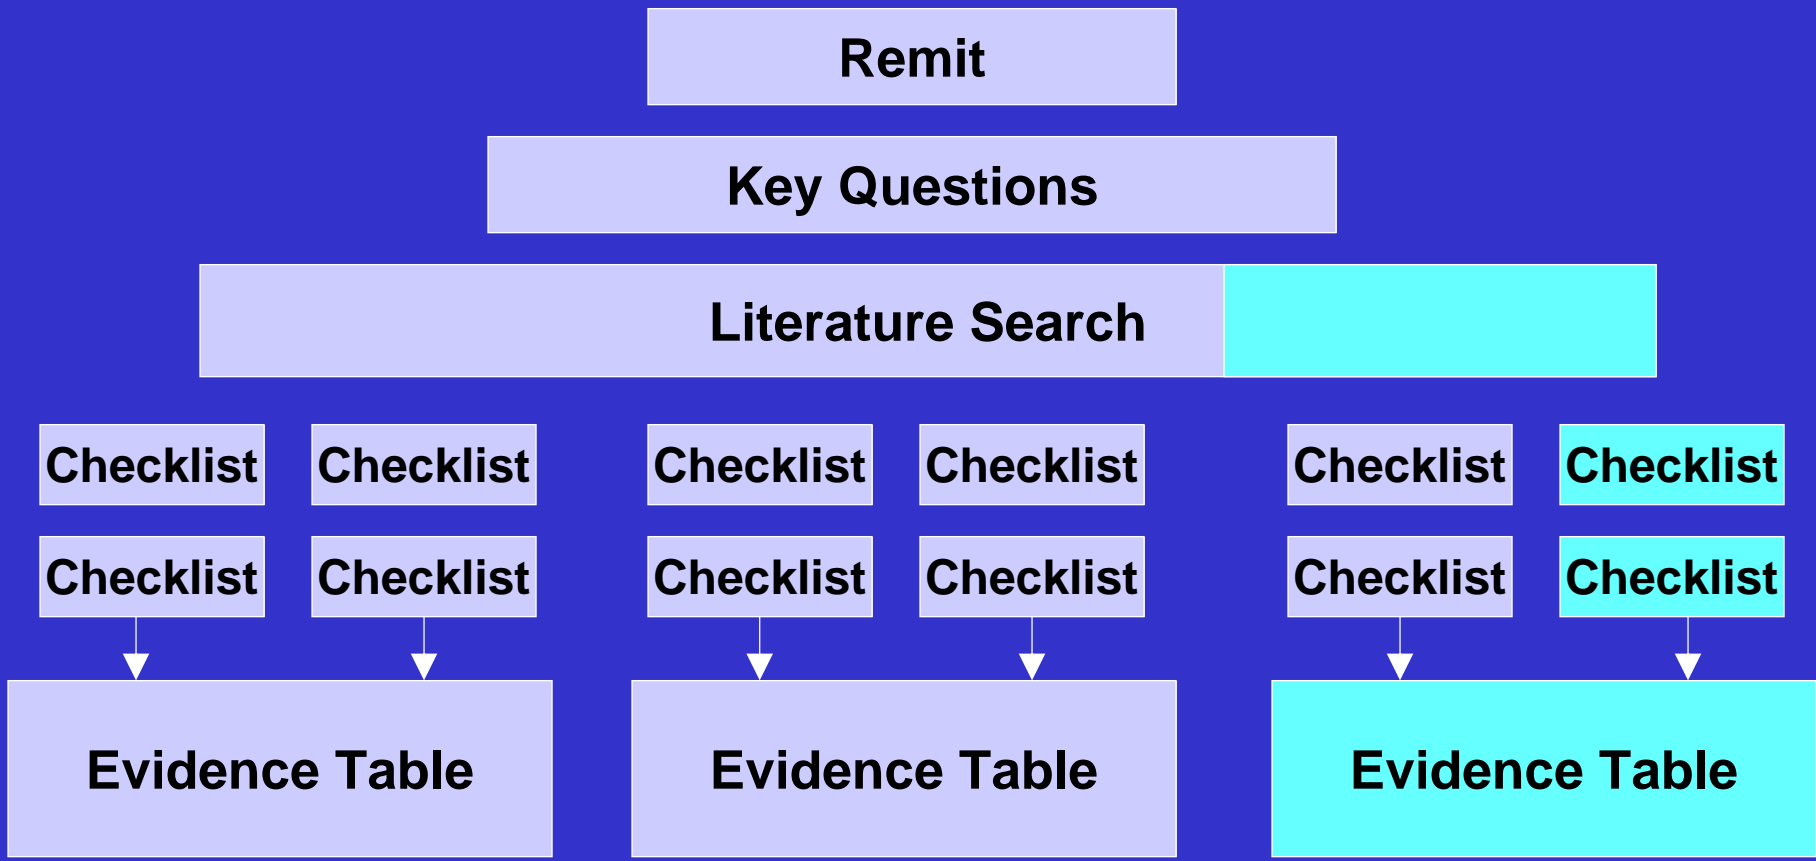 Remit
Key Questions
Literature Search
Checklist Checklist Checklist Checklist Checklist Checklist
Checklist Checklist Checklist Checklist Checklist Checklist
Evidence Table Evidence Table Evidence Table